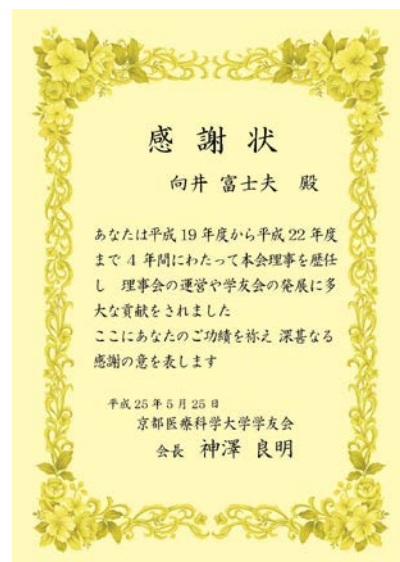 感謝状
向井 富士夫 殿
あなたは平成19年度から平成22年度
まで 4 年間にわたって本会理事を歴任
し 理事会の運営や学友会の発展に多
大な貢献をされました
ここにあなたのご功績を称え 深甚なる
感謝の意を表します
平成25年5月25日
京都医療科学大学学友会
会長 神澤 良明